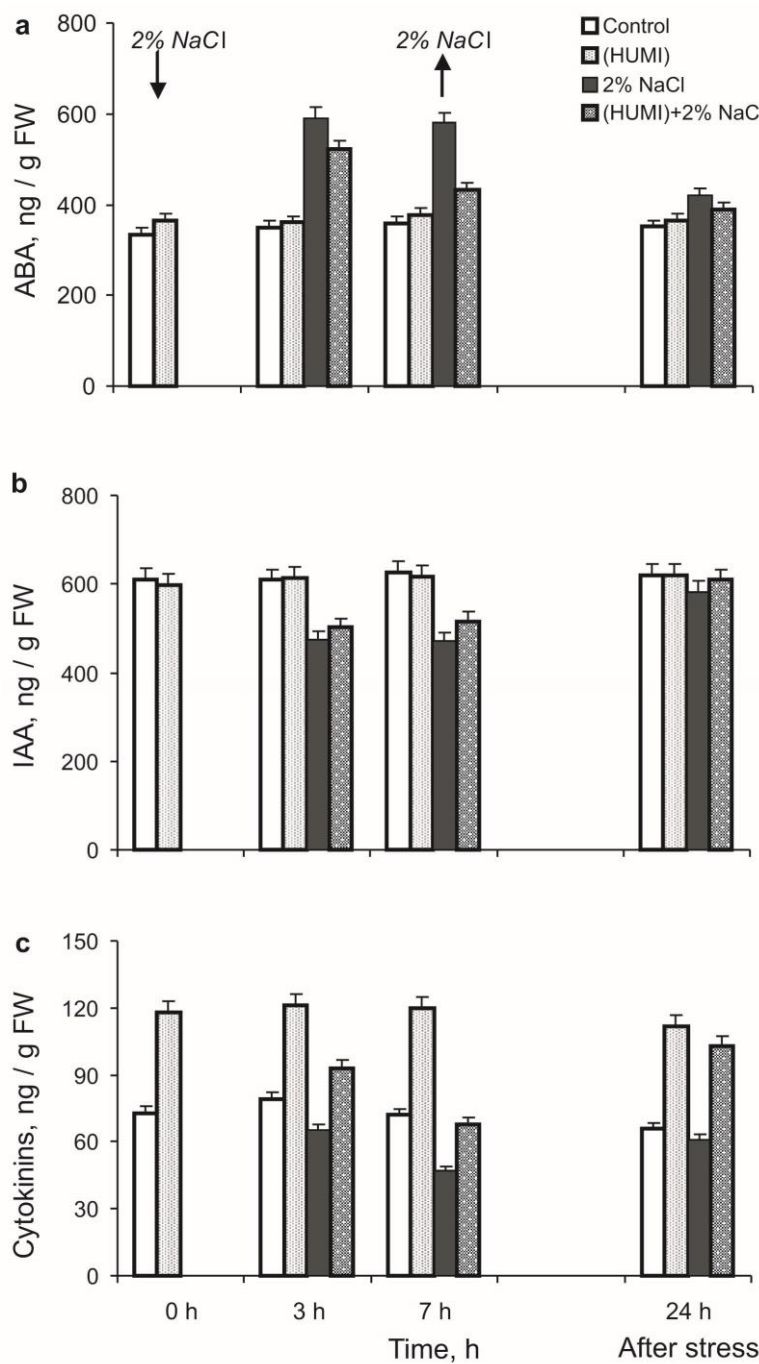 a
800
600
400
200
0
ABA, ng / g FW
2% NaCl
2% NaCl
Control
(HUMI)
2% NaCl
(HUMI)+2% NaC
b
800
600
400
200
0
IAA, ng / g FW
c
150
120
90
60
30
0
Cytokinins, ng / g FW
0 h 3 h 7 h 24 h
Time, h After stress